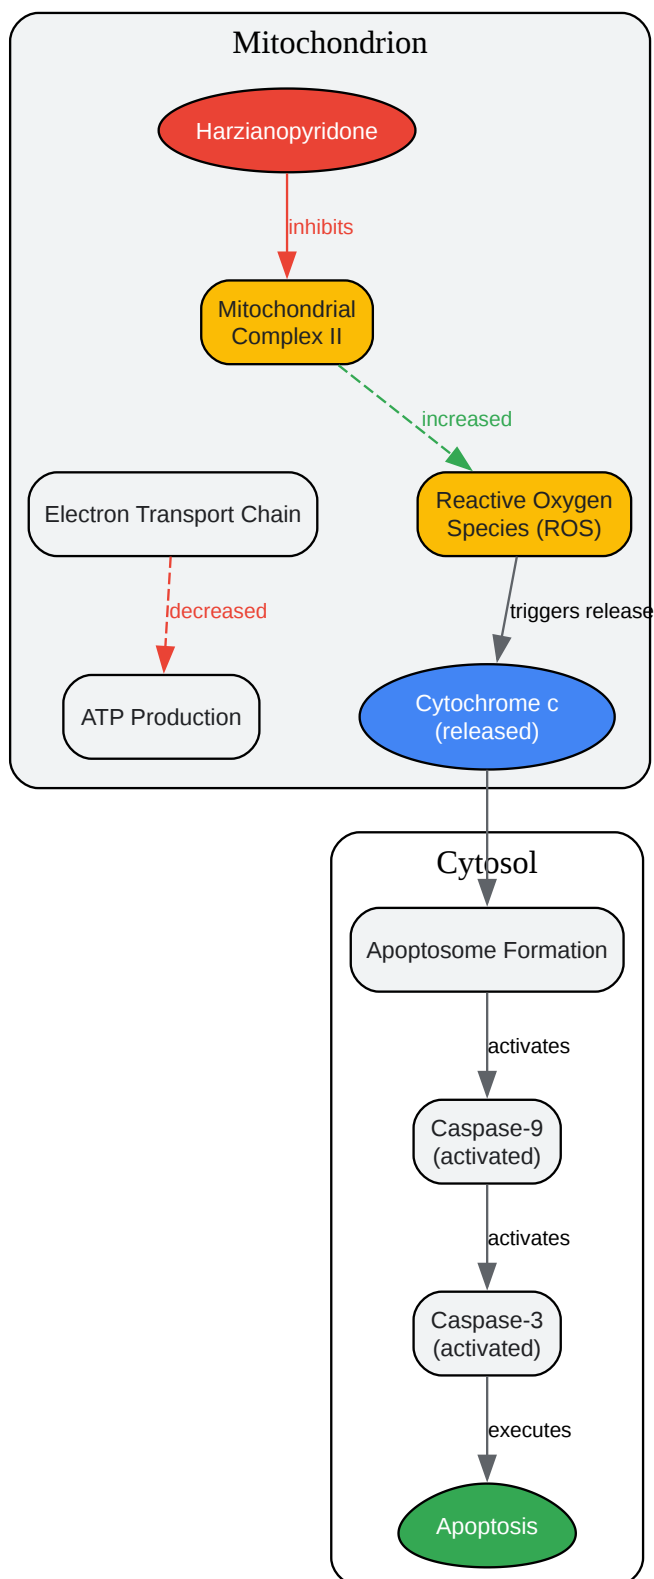 Mitochondrion
Harzianopyridone
inhibits
Mitochondrial
Complex II
increased
Electron Transport Chain
Reactive Oxygen
Species (ROS)
decreased
triggers release
ATP Production
Cytochrome c
(released)
Cytosol
Apoptosome Formation
activates
Caspase-9
(activated)
activates
Caspase-3
(activated)
executes
Apoptosis